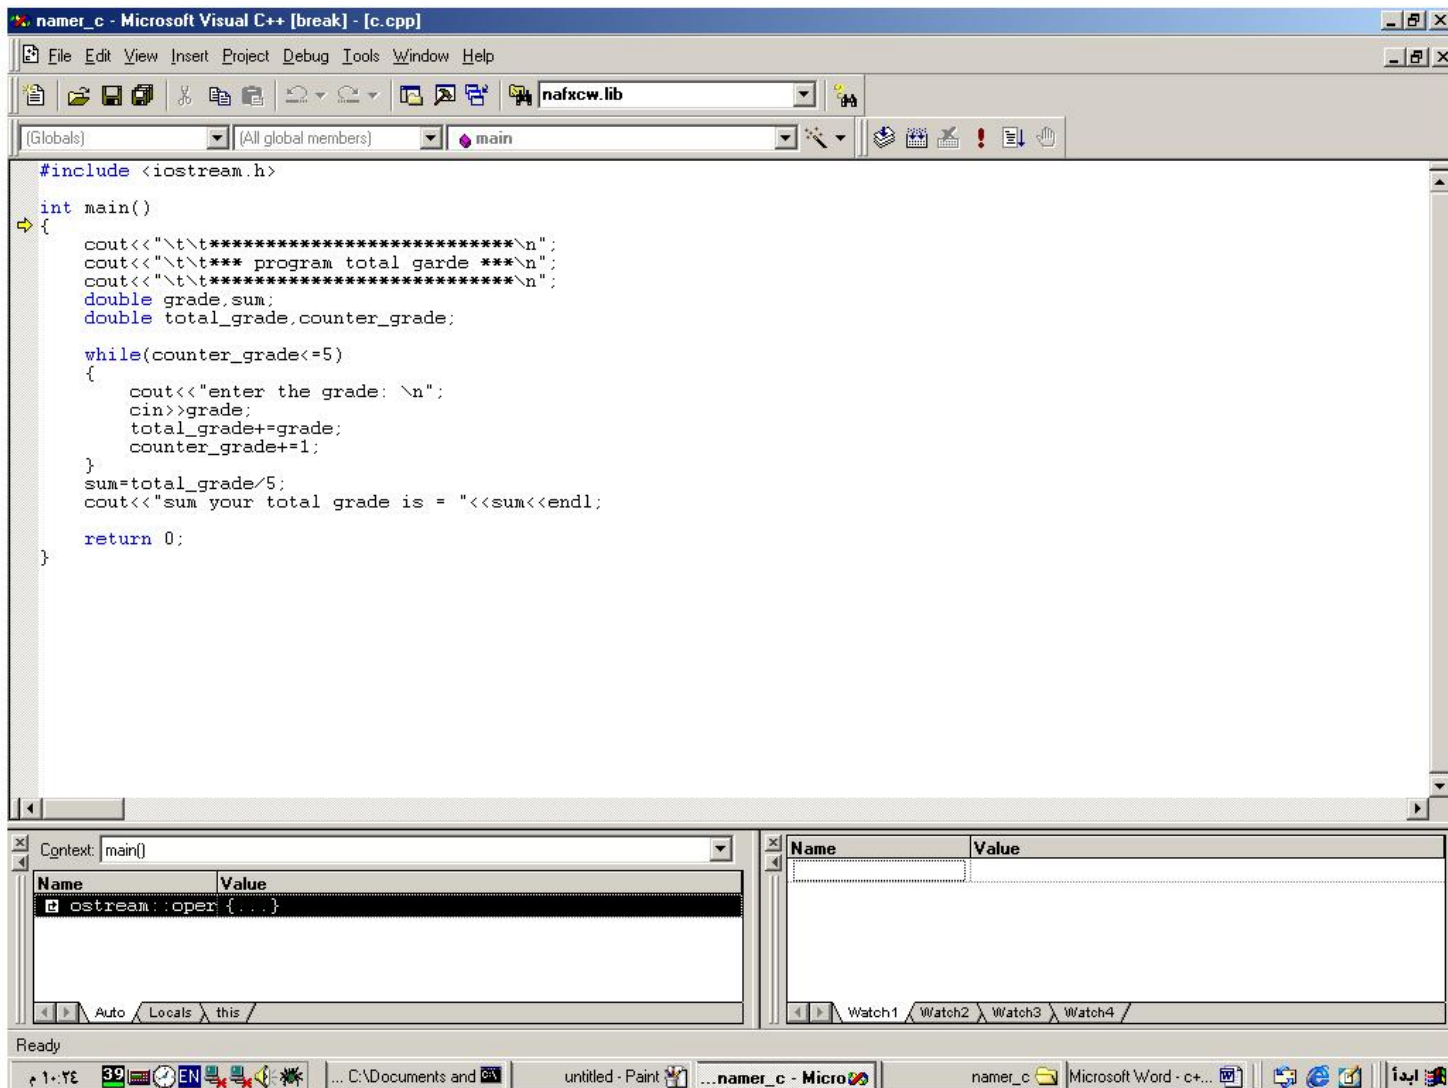 namer_c - Microsoft Visual C++ [break] - [c.cpp]
File Edit View Insert Project Debug Tools Window Help
nafxcw.lib
(Globals) (All global members) main
#include <iostream.h>
int main()
{
cout<<"\t\t***************************\n";
cout<<"\t\t*** program total garde ***\n";
cout<<"\t\t***************************\n";
double grade,sum;
double total_grade,counter_grade;
while(counter_grade<=5)
{
cout<<"enter the grade: \n";
cin>>grade;
total_grade+=grade;
counter_grade+=1;
}
sum=total_grade/5;
cout<<"sum your total grade is = "<<sum<<endl;
return 0;
}
Context: main()
Name Value
ostream::oper {...}
Auto Locals this
Name Value
Watch1 Watch2 Watch3 Watch4
Ready
١٠:٢٤ م 39 EN ... C:\Documents and untitled - Paint ...namer_c - Micro namer_c Microsoft Word - c+... ابدأ